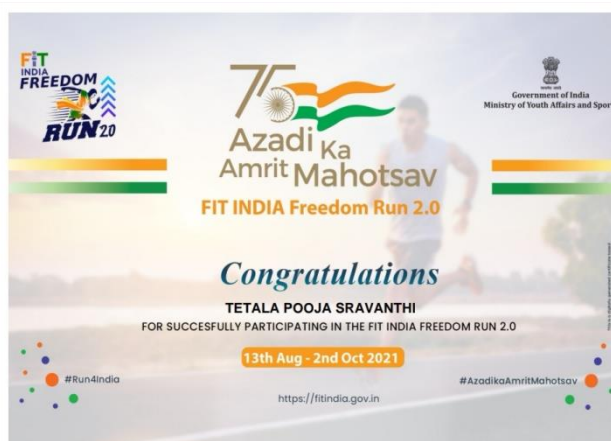 FiT
INDIA
FREEDOM
RUN 2.0
75
Azadi Ka
Amrit Mahotsav
FIT INDIA Freedom Run 2.0
Government of India
Ministry of Youth Affairs and Spor
Congratulations
TETALA POOJA SRAVANTHI
FOR SUCCESFULLY PARTICIPATING IN THE FIT INDIA FREEDOM RUN 2.0
13th Aug - 2nd Oct 2021
#Run4India
#AzadikaAmritMahotsav
https://fitindia.gov.in